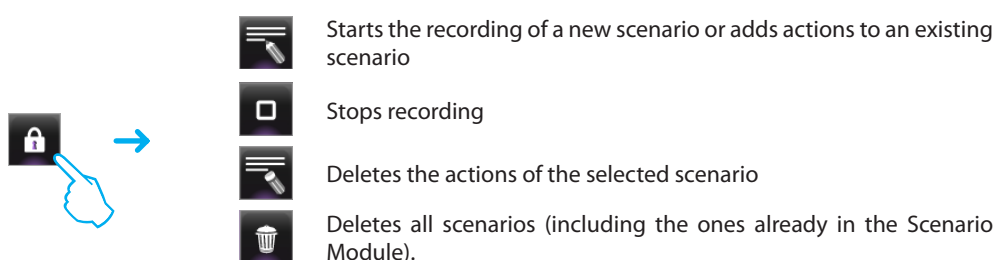 Starts the recording of a new scenario or adds actions to an existing
scenario
Stops recording
Deletes the actions of the selected scenario
Deletes all scenarios (including the ones already in the Scenario
Module).